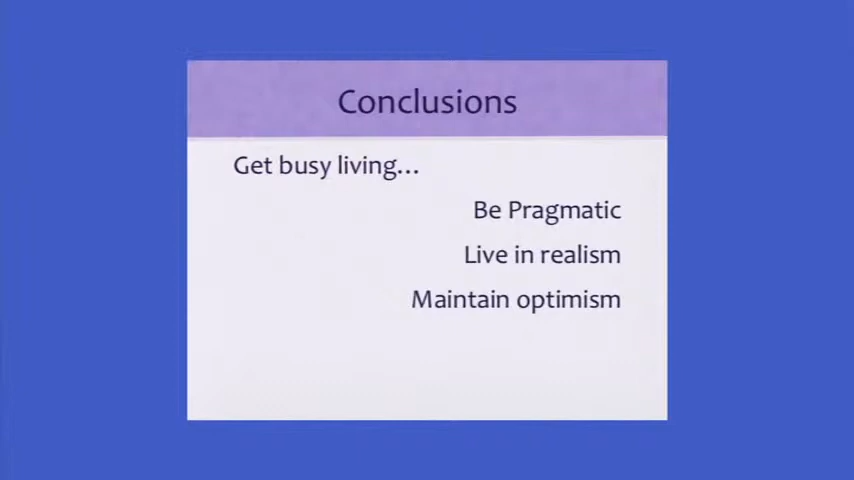 Conclusions
Get busy living...
Be Pragmatic
Live in realism
Maintain optimism